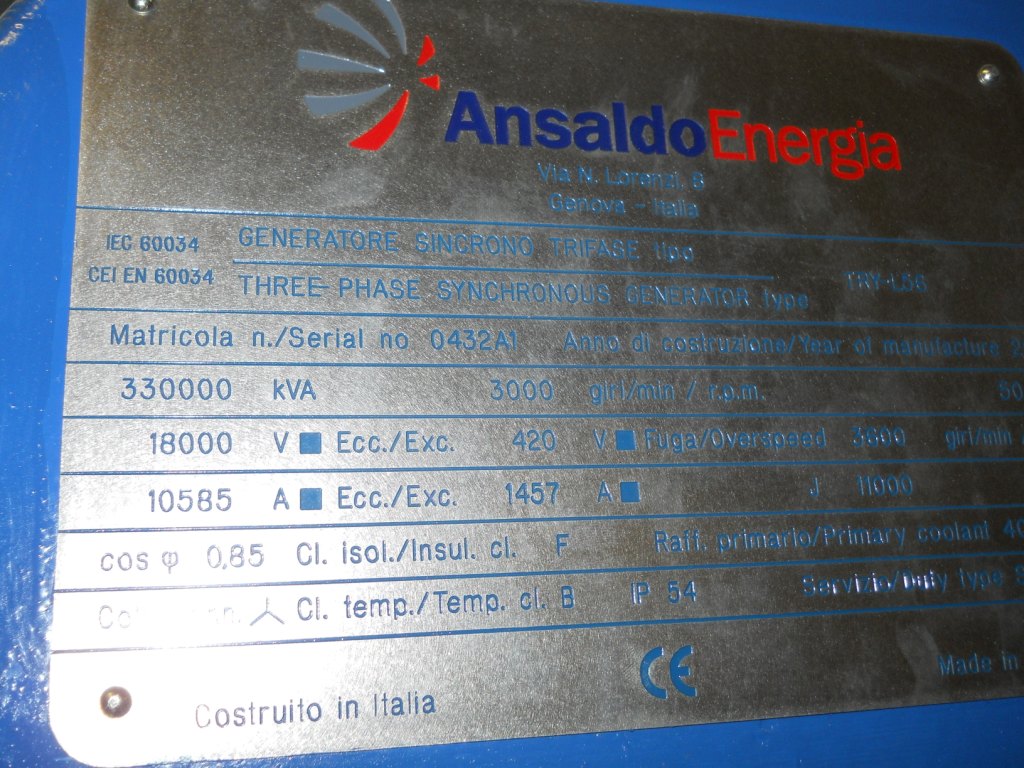 AnsaldoEnergia
Via N. Lorenzi, 8
Genova - Italia
IEC 60034
CEI EN 60034
GENERATORE SINCRONO TRIFASE tipo
THREE-PHASE SYNCHRONOUS GENERATOR type
Matricola n./Serial no 0432A1 Anno di costruzione/Year of manufacture
330000 kVA 3000 giri/min / r.p.m.
18000 V Ecc./Exc. 420 V Fuga/Overspeed 3600 giri/min
10585 A Ecc./Exc. 1457 A J 11000
cos φ 0,85 Cl. isol./Insul. cl. F Raff. primario/Primary coolant 40
Cl. temp./Temp. cl. B IP 54 Servizio/Duty type
CE
Costruito in Italia Made in